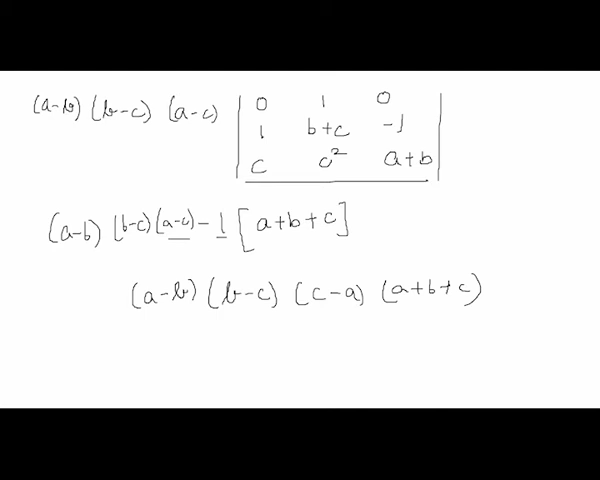 (a-b) (b-c) (a-c) | 0 1 0 |
| 1 b+c -1 |
| c c² a+b |
(a-b) (b-c) (a-c) - 1 [a+b+c]
(a-b) (b-c) (c-a) (a+b+c)